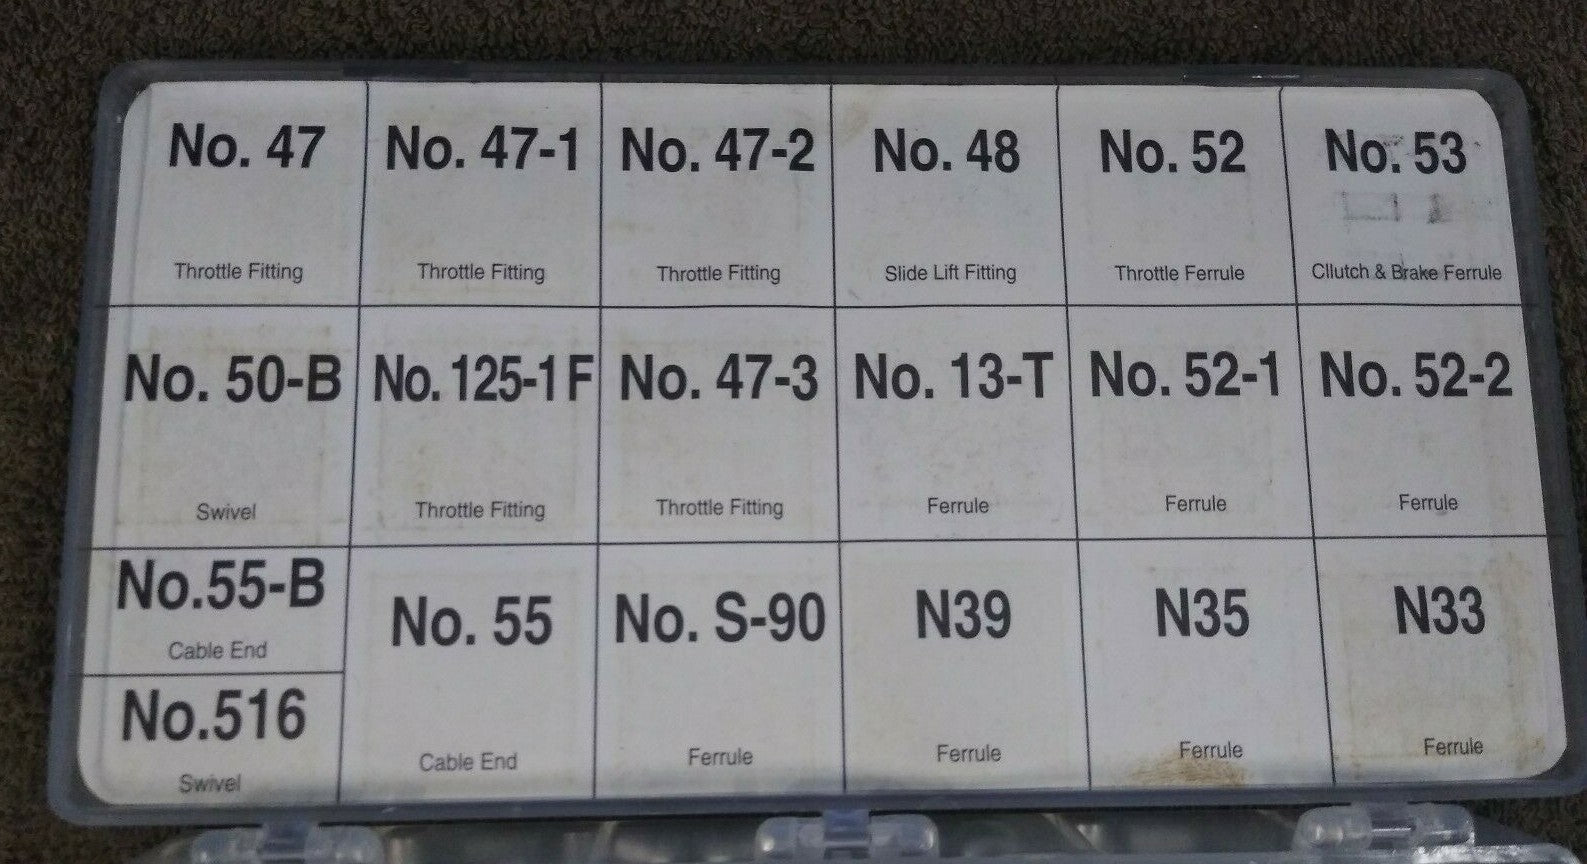 No. 47
Throttle Fitting
No. 47-1
Throttle Fitting
No. 47-2
Throttle Fitting
No. 48
Slide Lift Fitting
No. 52
Throttle Ferrule
No. 53
Cllutch & Brake Ferrule
No. 50-B
Swivel
No. 125-1F
Throttle Fitting
No. 47-3
Throttle Fitting
No. 13-T
Ferrule
No. 52-1
Ferrule
No. 52-2
Ferrule
No.55-B
Cable End
No.516
Swivel
No. 55
Cable End
No. S-90
Ferrule
N39
Ferrule
N35
Ferrule
N33
Ferrule